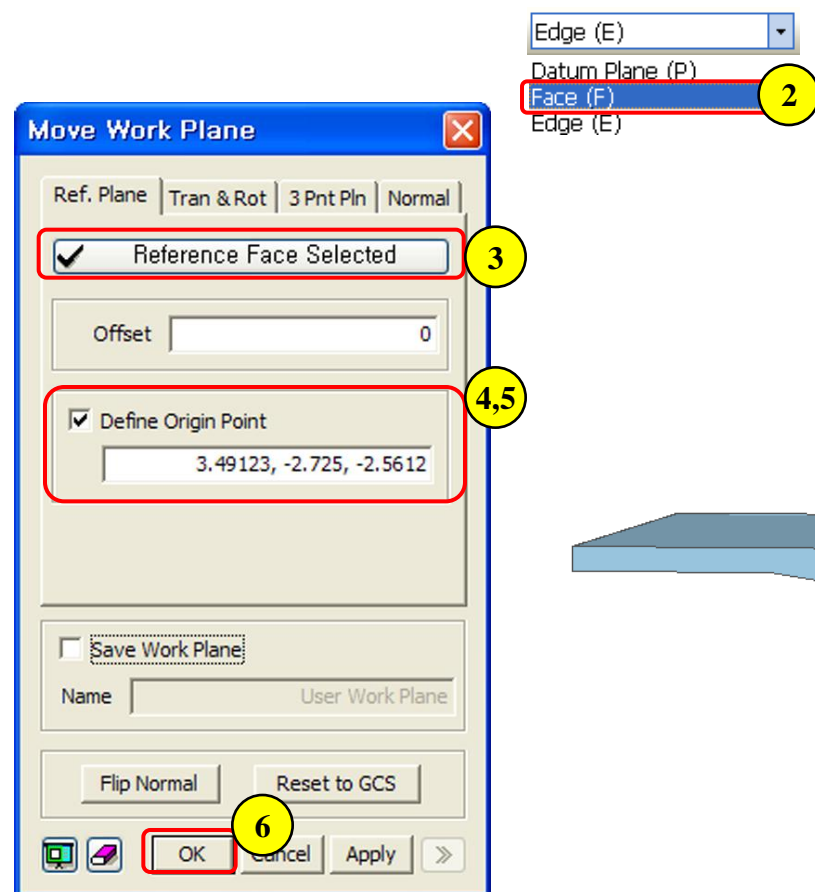 Edge (E)
Datum Plane (P)
Face (F)
2
Edge (E)
Move Work Plane
Ref. Plane Tran & Rot 3 Pnt Pln Normal
Reference Face Selected
3
Offset 0
4,5
Define Origin Point
3.49123, -2.725, -2.5612
Save Work Plane
Name User Work Plane
Flip Normal Reset to GCS
6
OK Cancel Apply >>